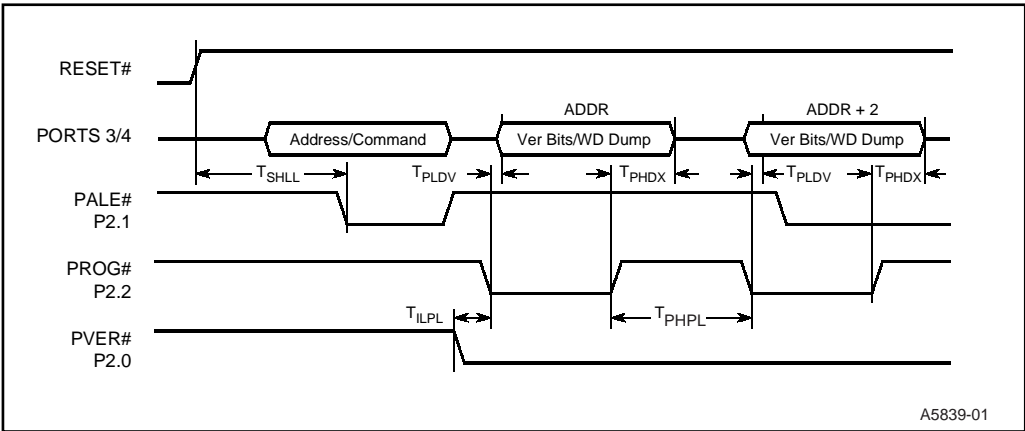 RESET#
ADDR
ADDR + 2
PORTS 3/4
Address/Command
Ver Bits/WD Dump
Ver Bits/WD Dump
TSHLL
TPLDV
TPHDX
TPLDV
TPHDX
PALE#
P2.1
PROG#
P2.2
TILPL
TPHPL
PVER#
P2.0
A5839-01